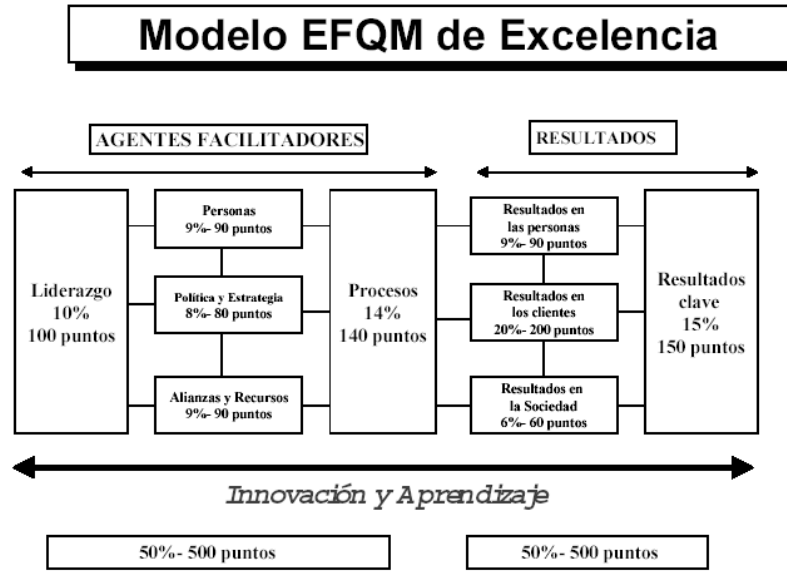 Modelo EFQM de Excelencia
AGENTES FACILITADORES
RESULTADOS
Liderazgo
10%
100 puntos
Personas
9%- 90 puntos
Política y Estrategia
8%- 80 puntos
Alianzas y Recursos
9%- 90 puntos
Procesos
14%
140 puntos
Resultados en
las personas
9%- 90 puntos
Resultados en
los clientes
20%- 200 puntos
Resultados en
la Sociedad
6%- 60 puntos
Resultados
clave
15%
150 puntos
Innovación y Aprendizaje
50%- 500 puntos
50%- 500 puntos